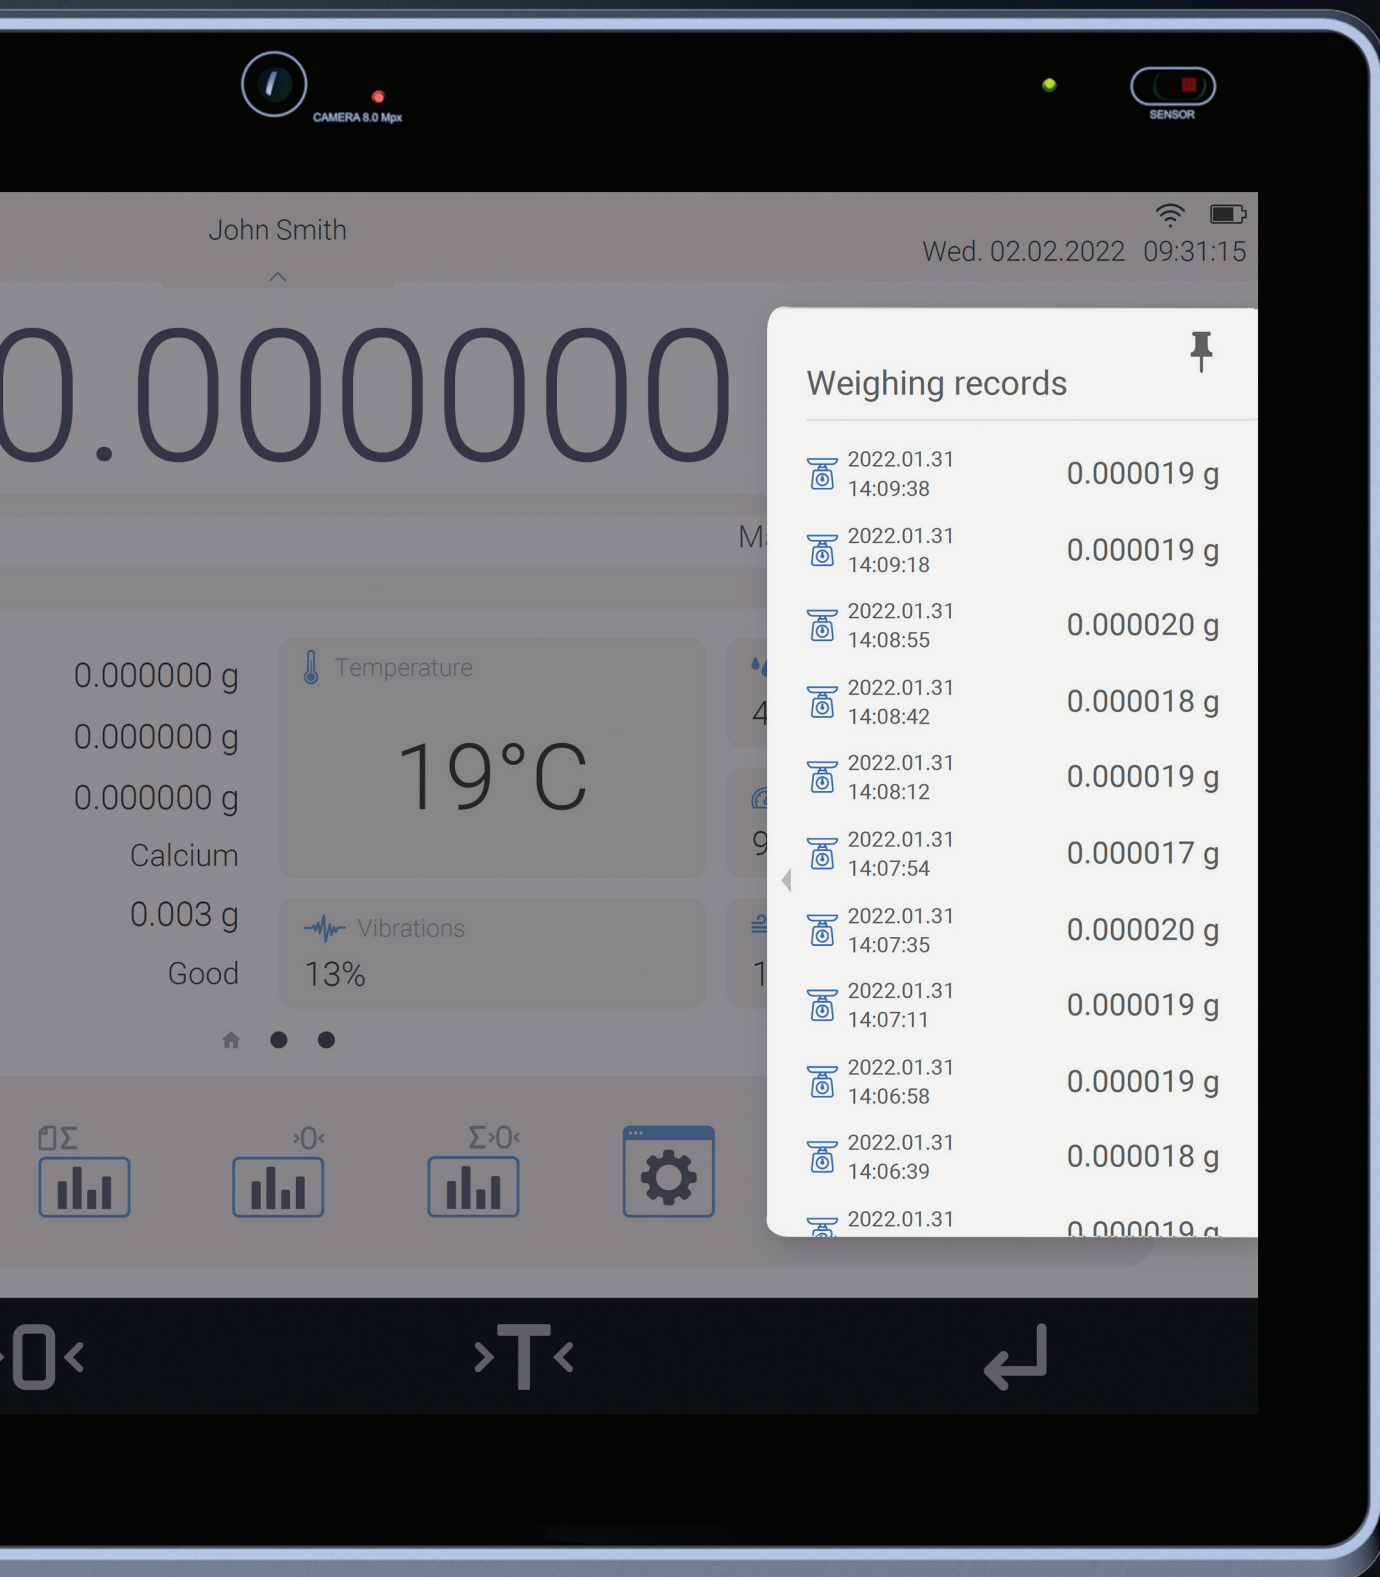 CAMERA 8.0 Mpx
SENSOR
John Smith
Wed. 02.02.2022 09:31:15
0.000000
Weighing records
2022.01.31
14:09:38
0.000019 g
2022.01.31
14:09:18
0.000019 g
2022.01.31
14:08:55
0.000020 g
2022.01.31
14:08:42
0.000018 g
2022.01.31
14:08:12
0.000019 g
2022.01.31
14:07:54
0.000017 g
2022.01.31
14:07:35
0.000020 g
2022.01.31
14:07:11
0.000019 g
2022.01.31
14:06:58
0.000019 g
2022.01.31
14:06:39
0.000018 g
2022.01.31
0.000019 g
0.000000 g
0.000000 g
0.000000 g
Calcium
0.003 g
Good
Temperature
19°C
Vibrations
13%
Σ
›0‹
Σ›0‹
0‹
›T‹